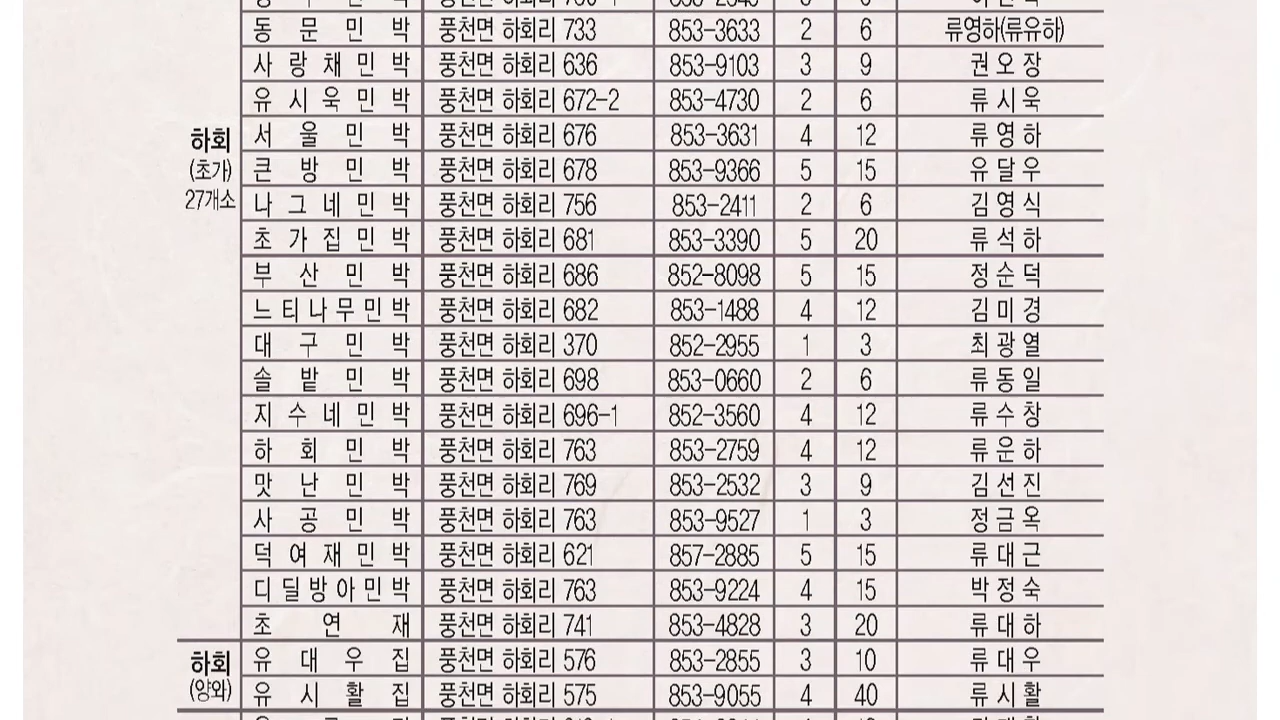 동문민박 풍천면 하회리 733 853-3633 2 6 류영하(류유하)
사랑채민박 풍천면 하회리 636 853-9103 3 9 권오장
유시욱민박 풍천면 하회리 672-2 853-4730 2 6 류시욱
하회
(초가)
27개소
서울민박 풍천면 하회리 676 853-3631 4 12 류영하
큰방민박 풍천면 하회리 678 853-9366 5 15 유달우
나그네민박 풍천면 하회리 756 853-2411 2 6 김영식
초가집민박 풍천면 하회리 681 853-3390 5 20 류석하
부산민박 풍천면 하회리 686 852-8098 5 15 정순덕
느티나무민박 풍천면 하회리 682 853-1488 4 12 김미경
대구민박 풍천면 하회리 370 852-2955 1 3 최광열
솔밭민박 풍천면 하회리 698 853-0660 2 6 류동일
지수네민박 풍천면 하회리 696-1 852-3560 4 12 류수창
하회민박 풍천면 하회리 763 853-2759 4 12 류운하
맛난민박 풍천면 하회리 769 853-2532 3 9 김선진
사공민박 풍천면 하회리 763 853-9527 1 3 정금옥
덕여재민박 풍천면 하회리 621 857-2885 5 15 류대근
디딜방아민박 풍천면 하회리 763 853-9224 4 15 박정숙
초연재 풍천면 하회리 741 853-4828 3 20 류대하
하회
(양와)
유대우집 풍천면 하회리 576 853-2855 3 10 류대우
유시활집 풍천면 하회리 575 853-9055 4 40 류시활